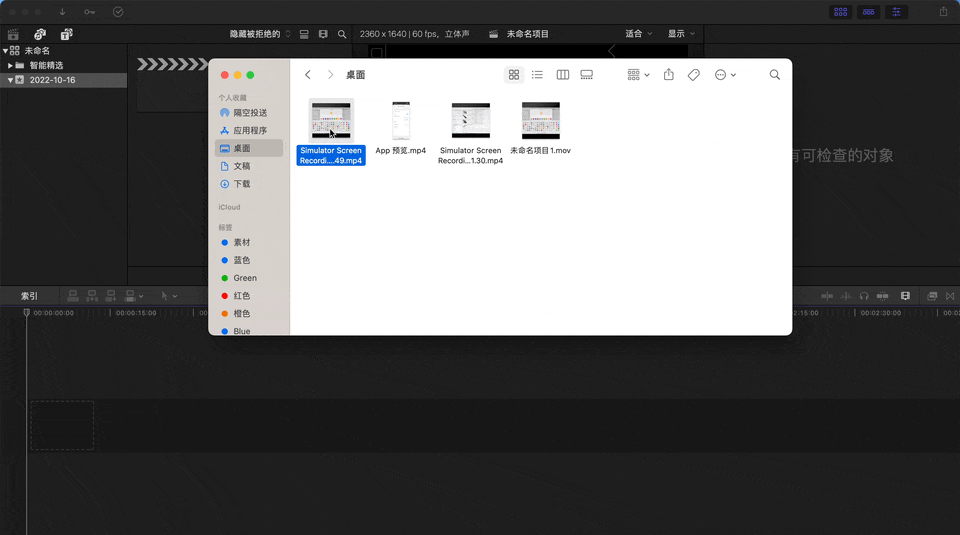 隐藏被拒绝的
2360 x 1640 | 60 fps, 立体声
未命名项目
适合
显示
未命名
智能精选
2022-10-16
有可检查的对象
桌面
个人收藏
隔空投送
应用程序
桌面
文稿
下载
iCloud
标签
素材
蓝色
Green
红色
橙色
Blue
Simulator Screen
Recordi....49.mp4
App 预览.mp4
Simulator Screen
Recordi...1.30.mp4
未命名项目 1.mov
索引
00:00:00:00
00:00:15:00
00:02:30:00